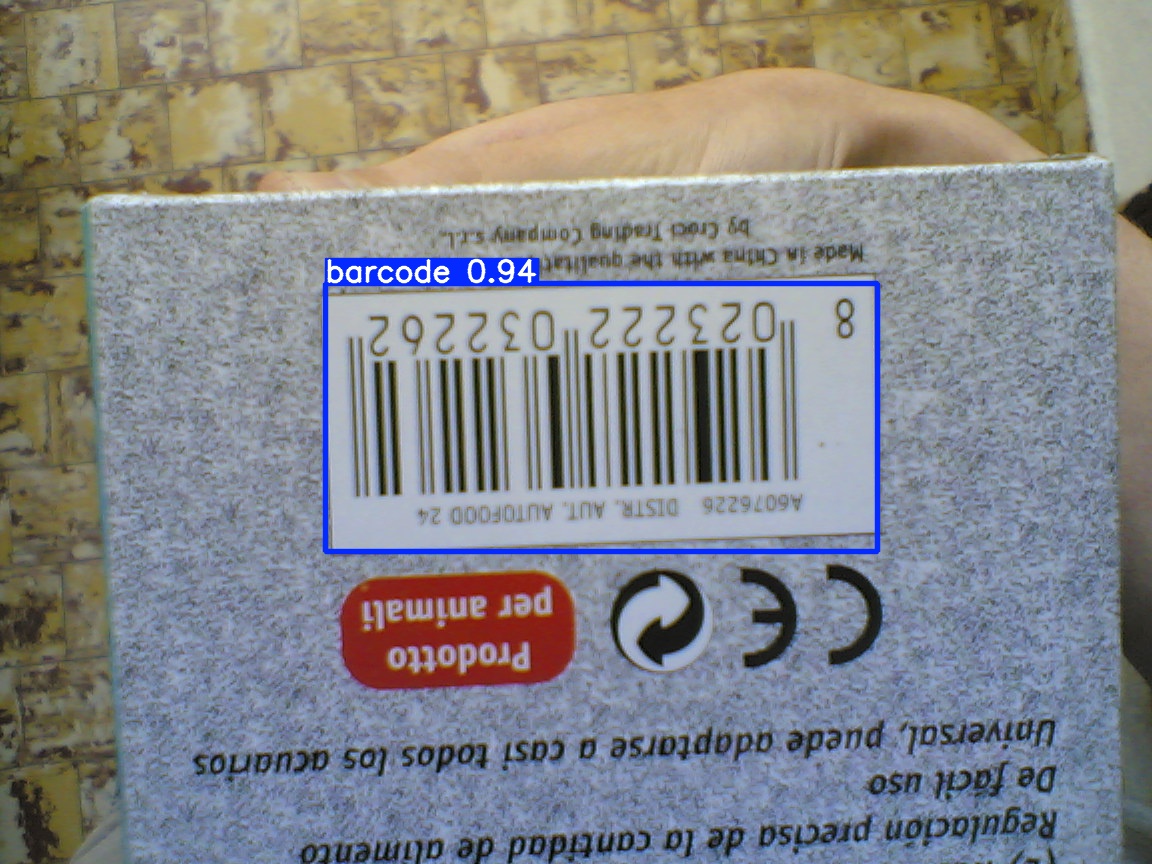 Regulación precisa de la cantidad de alimento
De fácil uso
Universal, puede adaptarse a casi todos los acuarios
CE
Prodotto
per animali
A6076226 DISTR. AUT. AUTOFOOD 24
8 023222 032262
barcode 0.94
Made in China with the
by Croci Trading Company s.r.l.